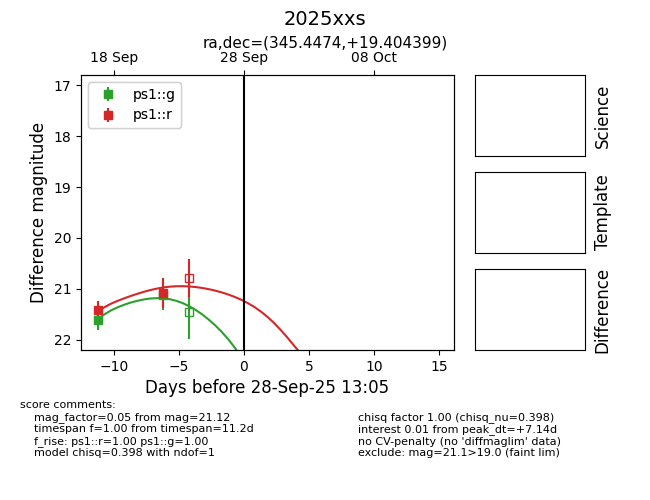 2025xxs
ra,dec=(345.4474,+19.404399)
18 Sep 28 Sep 08 Oct
ps1::g
ps1::r
17
18
19
20
21
22
Difference magnitude
−10 −5 0 5 10 15
Days before 28-Sep-25 13:05
Science
Template
Difference
score comments:
mag_factor=0.05 from mag=21.12
timespan f=1.00 from timespan=11.2d
f_rise: ps1::r=1.00 ps1::g=1.00
model chisq=0.398 with ndof=1
chisq factor 1.00 (chisq_nu=0.398)
interest 0.01 from peak_dt=+7.14d
no CV-penalty (no 'diffmaglim' data)
exclude: mag=21.1>19.0 (faint lim)